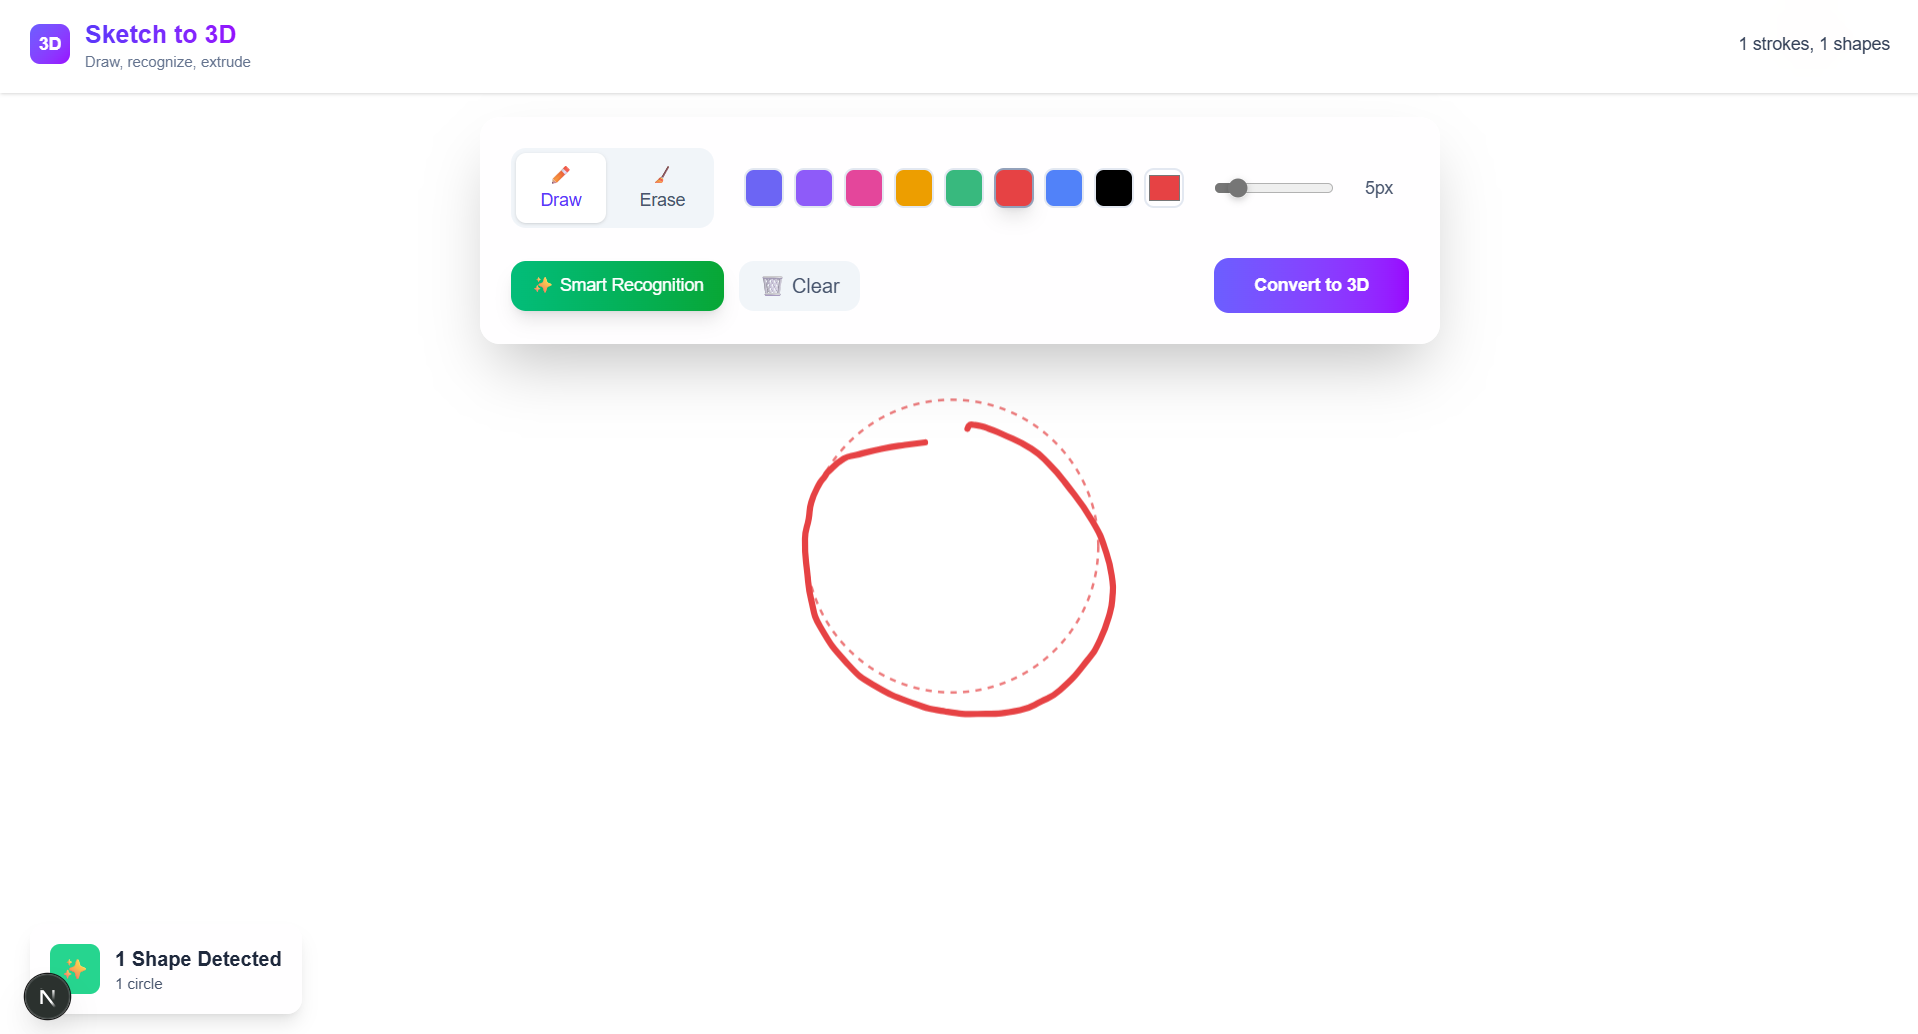 3D
Sketch to 3D
Draw, recognize, extrude
1 strokes, 1 shapes
Draw
Erase
5px
Smart Recognition
Clear
Convert to 3D
1 Shape Detected
1 circle
N